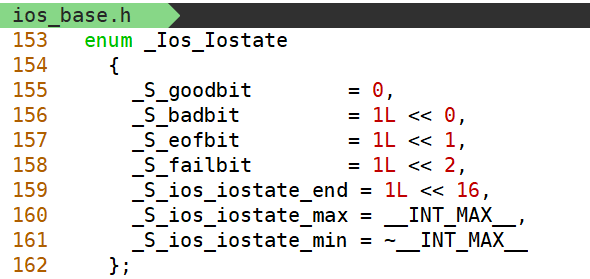 ios_base.h
153   enum _Ios_Iostate
154     {
155       _S_goodbit        = 0,
156       _S_badbit         = 1L << 0,
157       _S_eofbit         = 1L << 1,
158       _S_failbit        = 1L << 2,
159       _S_ios_iostate_end = 1L << 16,
160       _S_ios_iostate_max = __INT_MAX__,
161       _S_ios_iostate_min = ~__INT_MAX__
162     };